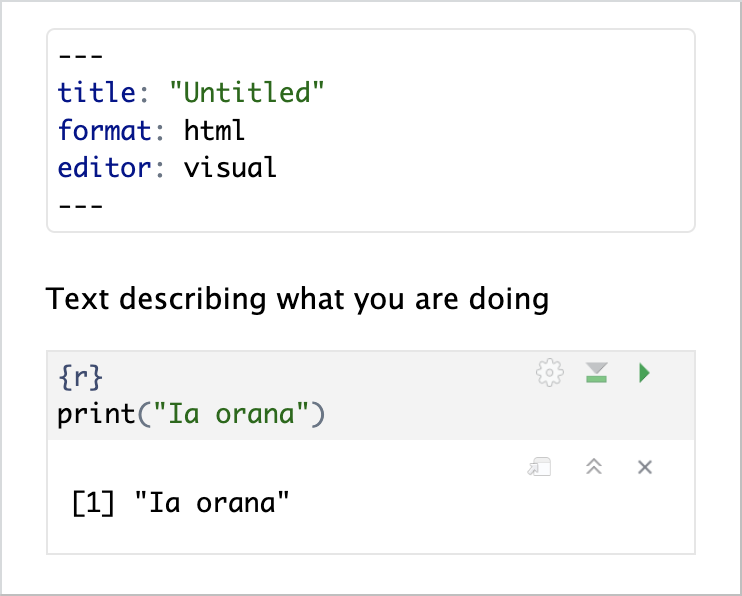 ---
title: "Untitled"
format: html
editor: visual
---
Text describing what you are doing
{r}
print("Ia orana")
[1] "Ia orana"